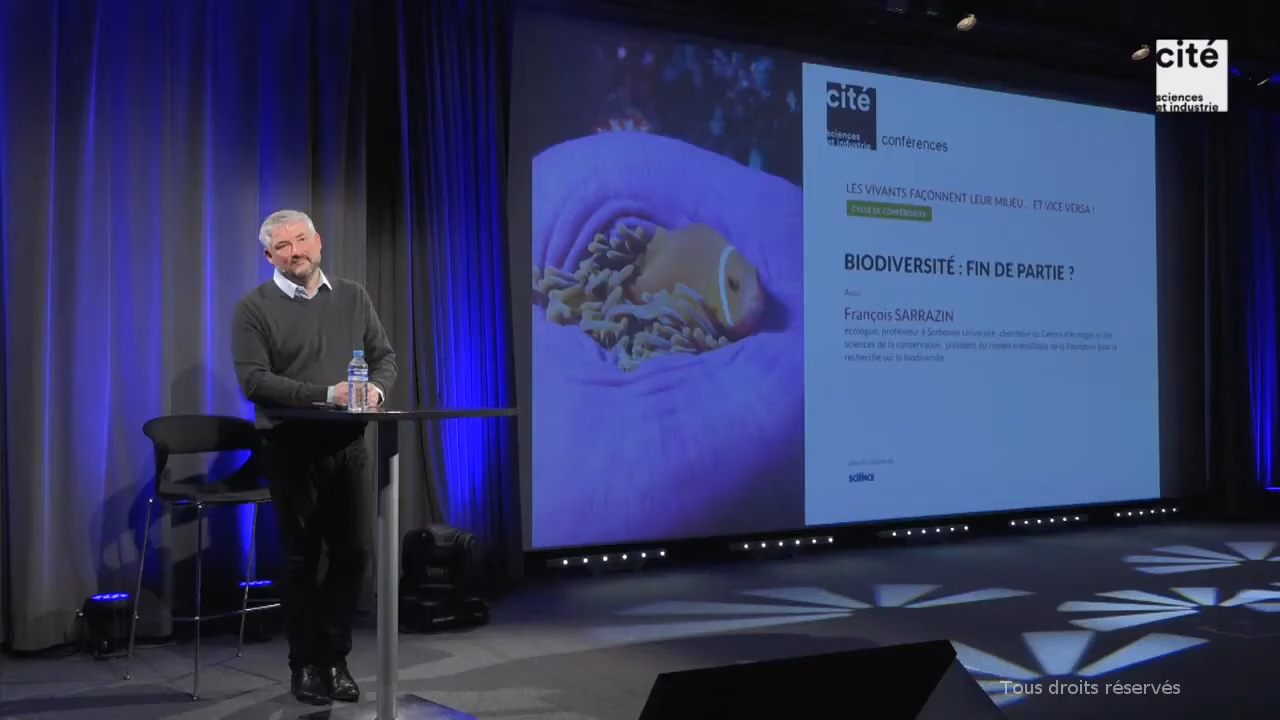 cité
sciences
et industrie
cité
sciences
et industrie
conférences
LES VIVANTS FAÇONNENT LEUR MILIEU... ET VICE VERSA !
CYCLE DE CONFÉRENCES
BIODIVERSITÉ : FIN DE PARTIE ?
Avec
François SARRAZIN
écologue, professeur à Sorbonne Université, chercheur au Centre d'écologie et des
sciences de la conservation, président du conseil scientifique de la Fondation pour la
recherche sur la biodiversité
SCIENCE
Tous droits réservés